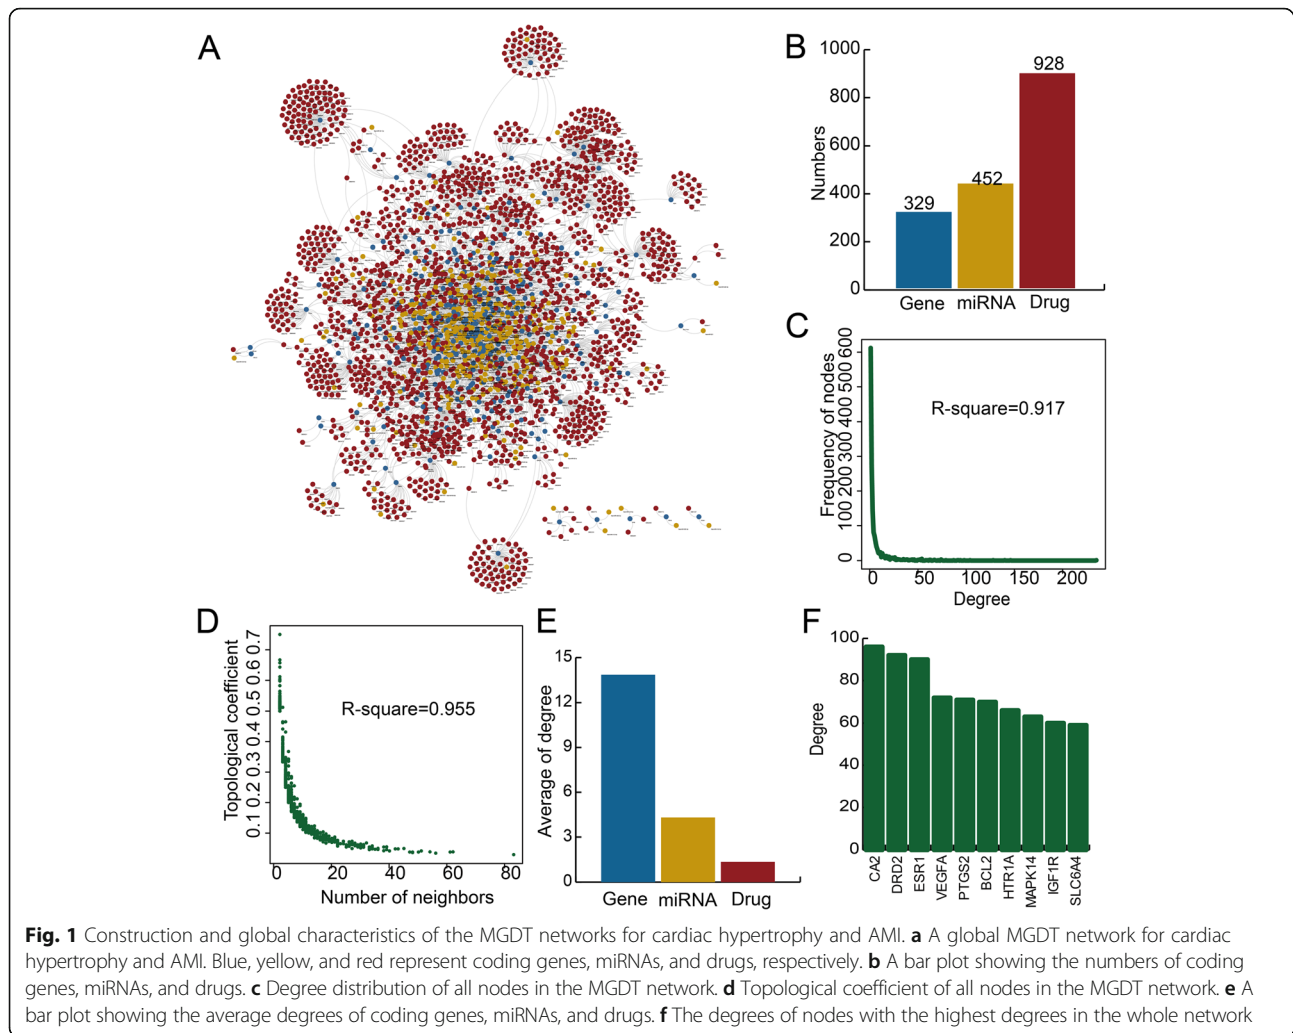 A
B
1000
800
600
400
200
0
Numbers
329
452
928
Gene miRNA Drug
C
Frequency of nodes
0 100 200 300 400 500 600
R-square=0.917
0 50 100 150 200
Degree
D
Topological coefficient
0.1 0.2 0.3 0.4 0.5 0.6 0.7
R-square=0.955
0 20 40 60 80
Number of neighbors
E
15
12
9
6
3
0
Average of degree
Gene miRNA Drug
F
100
80
60
40
20
0
Degree
CA2
DRD2
ESR1
VEGFA
PTGS2
BCL2
HTR1A
MAPK14
IGF1R
SLC6A4
Fig. 1 Construction and global characteristics of the MGDT networks for cardiac hypertrophy and AMI. a A global MGDT network for cardiac
hypertrophy and AMI. Blue, yellow, and red represent coding genes, miRNAs, and drugs, respectively. b A bar plot showing the numbers of coding
genes, miRNAs, and drugs. c Degree distribution of all nodes in the MGDT network. d Topological coefficient of all nodes in the MGDT network. e A
bar plot showing the average degrees of coding genes, miRNAs, and drugs. f The degrees of nodes with the highest degrees in the whole network